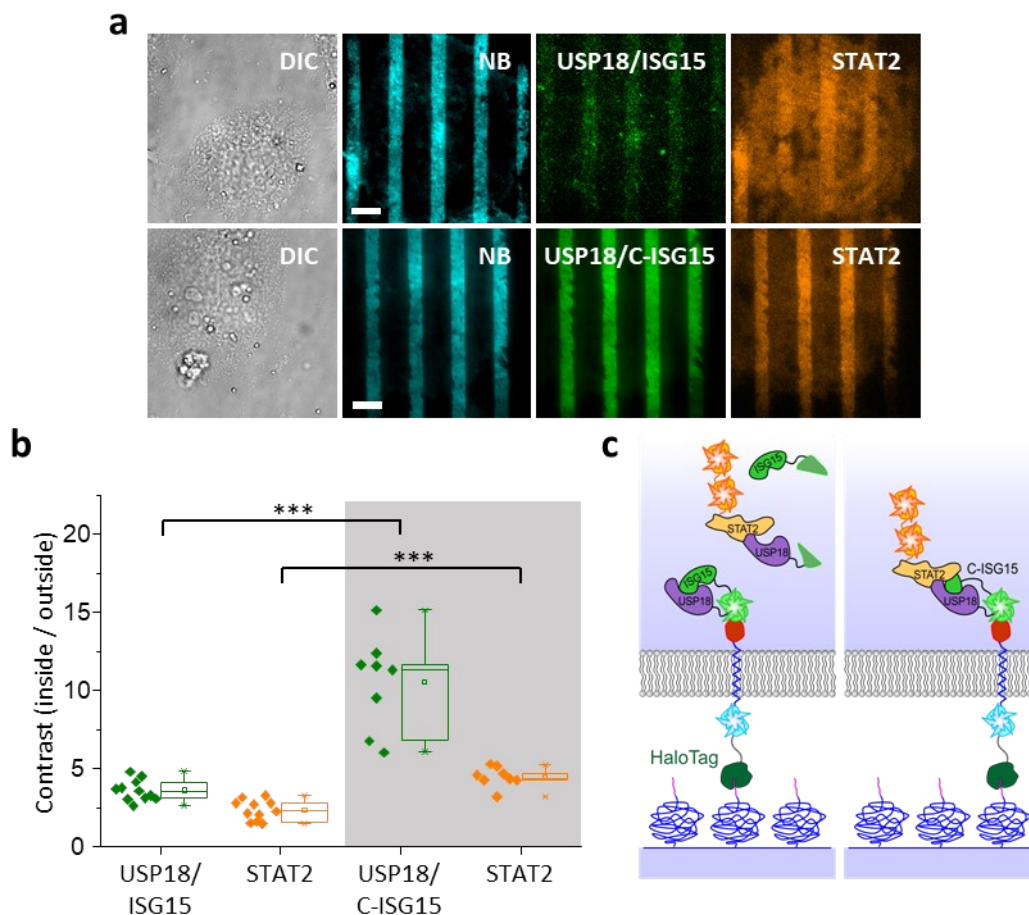 a
DIC
NB
USP18/ISG15
STAT2
DIC
NB
USP18/C-ISG15
STAT2
b
Contrast (inside / outside)
20
15
10
5
0
***
***
USP18/
ISG15
STAT2
USP18/
C-ISG15
STAT2
c
ISG15
STAT2
USP18
ISG15
USP18
HaloTag
STAT2
C-ISG15
USP18